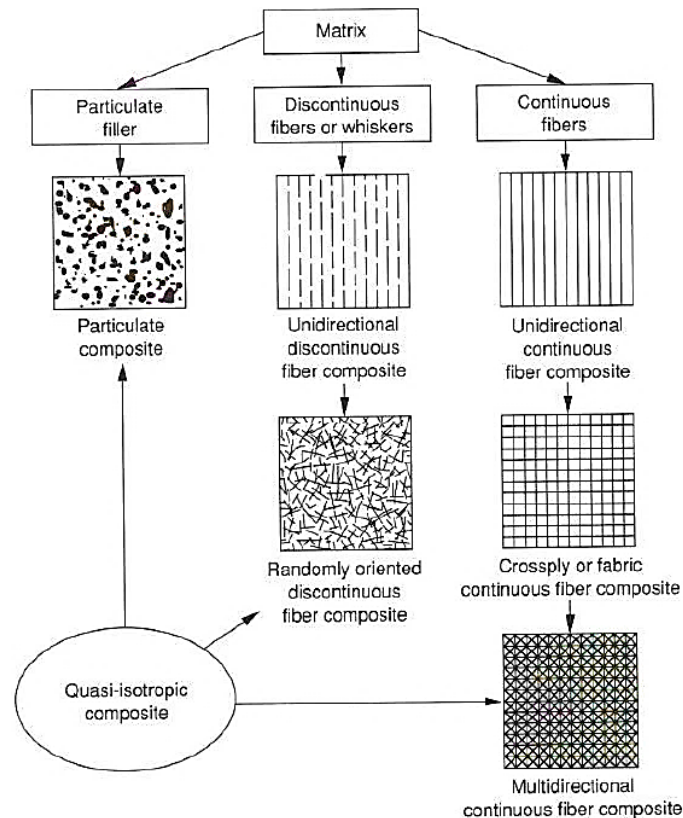 Matrix
Particulate
filler
Discontinuous
fibers or whiskers
Continuous
fibers
Particulate
composite
Unidirectional
discontinuous
fiber composite
Unidirectional
continuous
fiber composite
Randomly oriented
discontinuous
fiber composite
Crossply or fabric
continuous fiber composite
Quasi-isotropic
composite
Multidirectional
continuous fiber composite